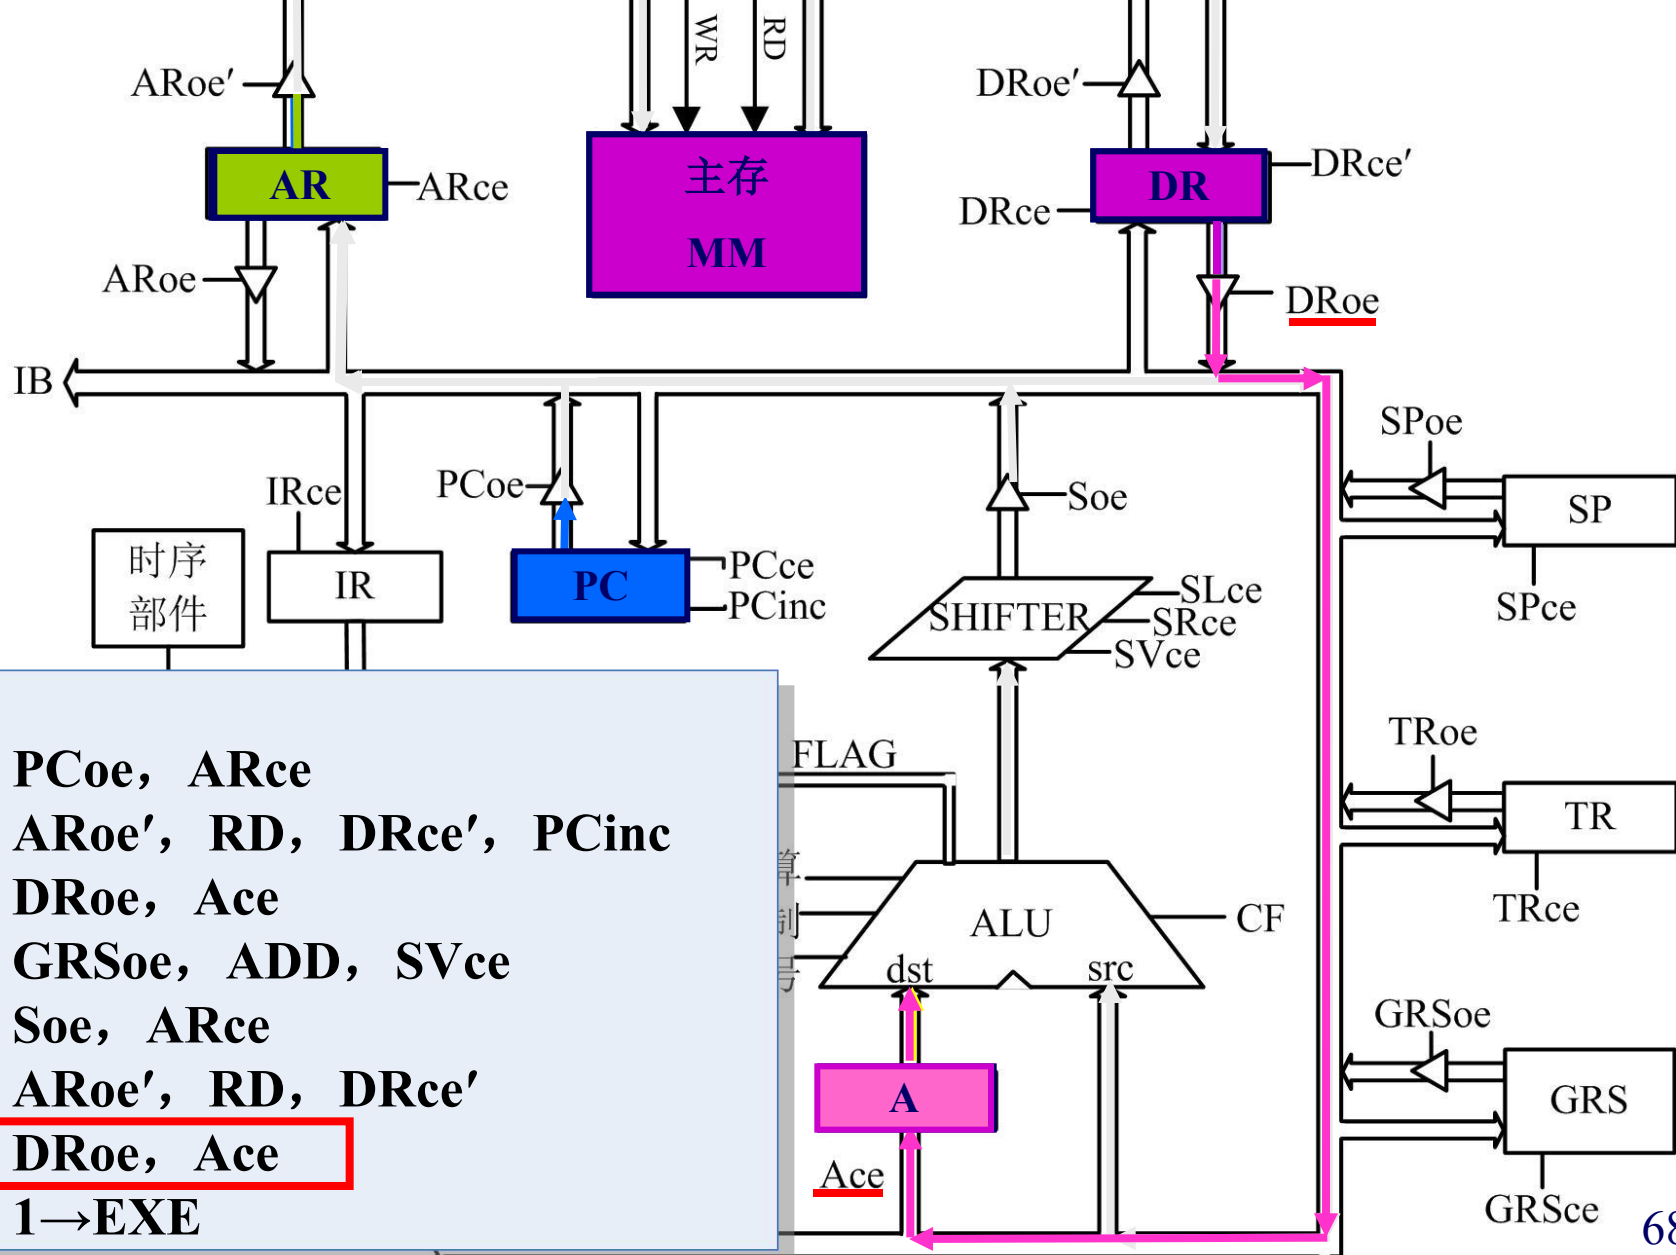 WR
RD
ARoe′
DRoe′
AR
ARce
主存
MM
DR
DRce′
DRce
ARoe
DRoe
IB
SPoe
IRce
PCoe
Soe
SP
时序
部件
IR
PC
PCce
PCinc
SHIFTER
SLce
SRce
SVce
SPce
FLAG
TRoe
TR
TRce
PCoe，ARce
ARoe′，RD，DRce′，PCinc
DRoe，Ace
GRSoe，ADD，SVce
Soe，ARce
ARoe′，RD，DRce′
DRoe，Ace
1→EXE
算
制
号
ALU
CF
dst
src
GRSoe
A
GRS
Ace
GRSce
68